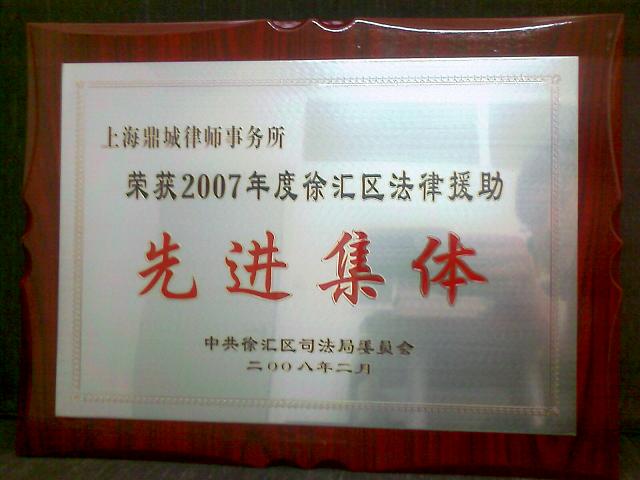 上海鼎城律师事务所
荣获2007年度徐汇区法律援助
先进集体
中共徐汇区司法局委员会
二00八年二月